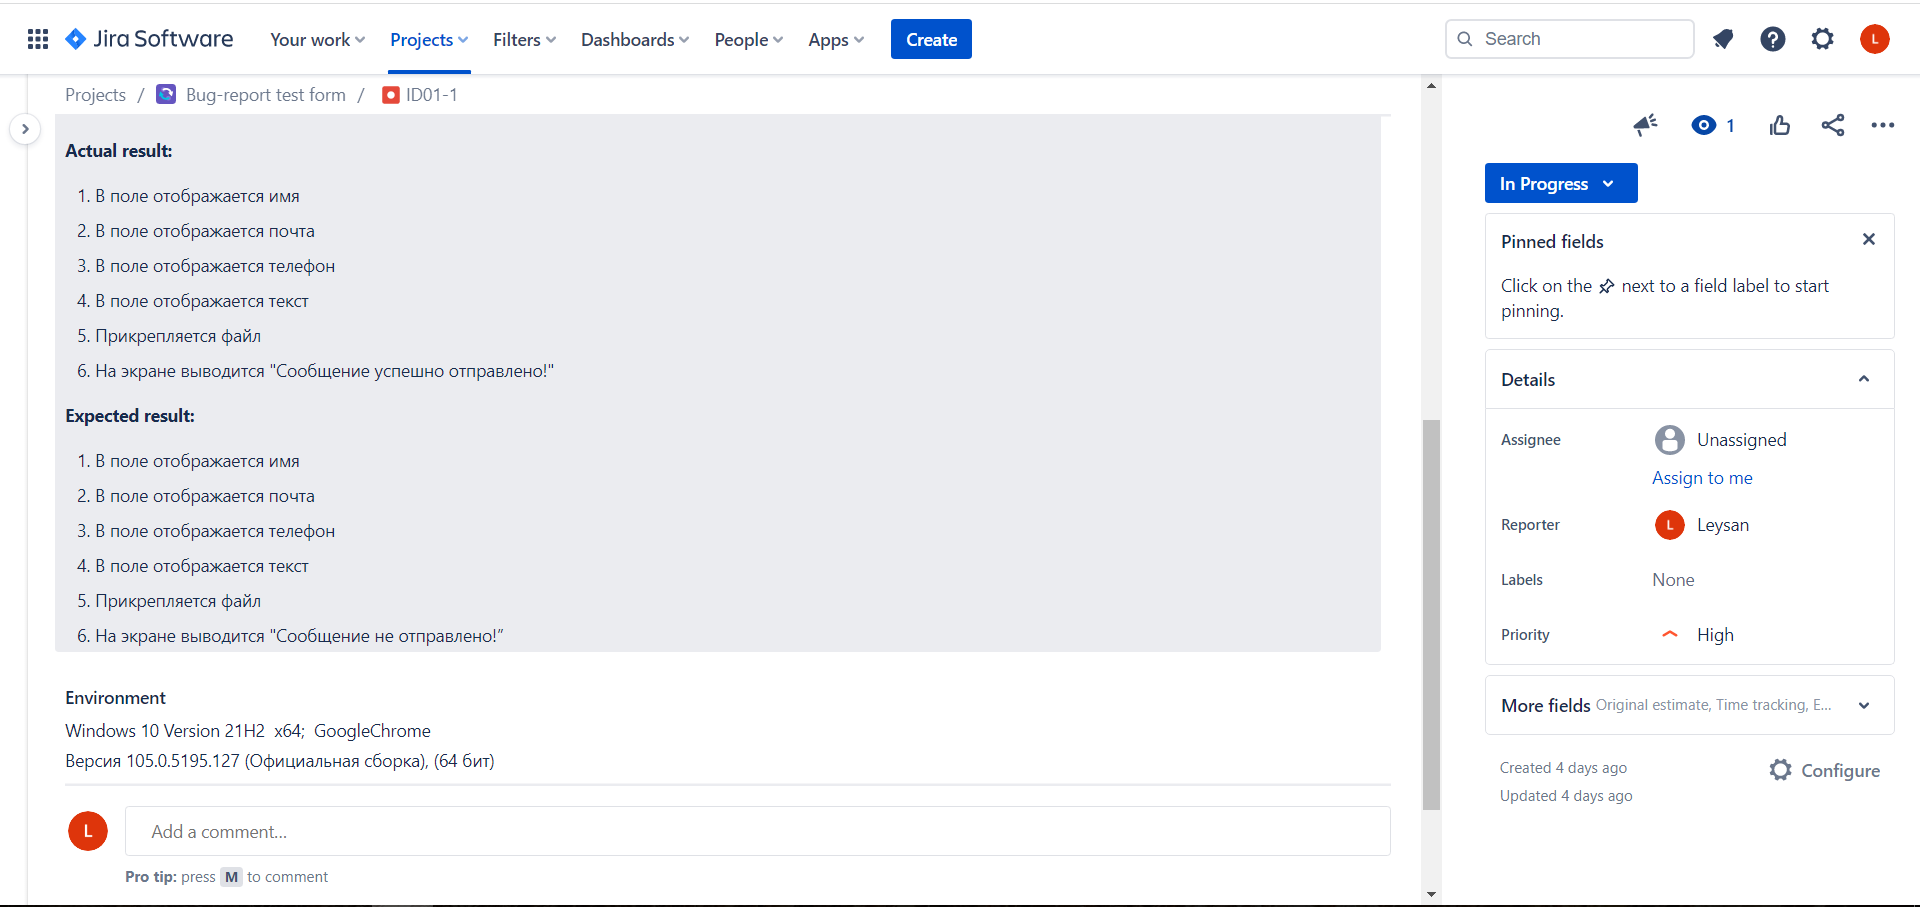 Jira Software
Your work
Projects
Filters
Dashboards
People
Apps
Create
Search
L
Projects / Bug-report test form / ID01-1
Actual result:
1. В поле отображается имя
2. В поле отображается почта
3. В поле отображается телефон
4. В поле отображается текст
5. Прикрепляется файл
6. На экране выводится "Сообщение успешно отправлено!"
Expected result:
1. В поле отображается имя
2. В поле отображается почта
3. В поле отображается телефон
4. В поле отображается текст
5. Прикрепляется файл
6. На экране выводится "Сообщение не отправлено!”
Environment
Windows 10 Version 21H2  x64;  GoogleChrome
Версия 105.0.5195.127 (Официальная сборка), (64 бит)
L
Add a comment...
Pro tip: press M to comment
1
In Progress
Pinned fields
Click on the next to a field label to start
pinning.
Details
Assignee
Unassigned
Assign to me
Reporter
L
Leysan
Labels
None
Priority
High
More fields Original estimate, Time tracking, E...
Created 4 days ago
Updated 4 days ago
Configure